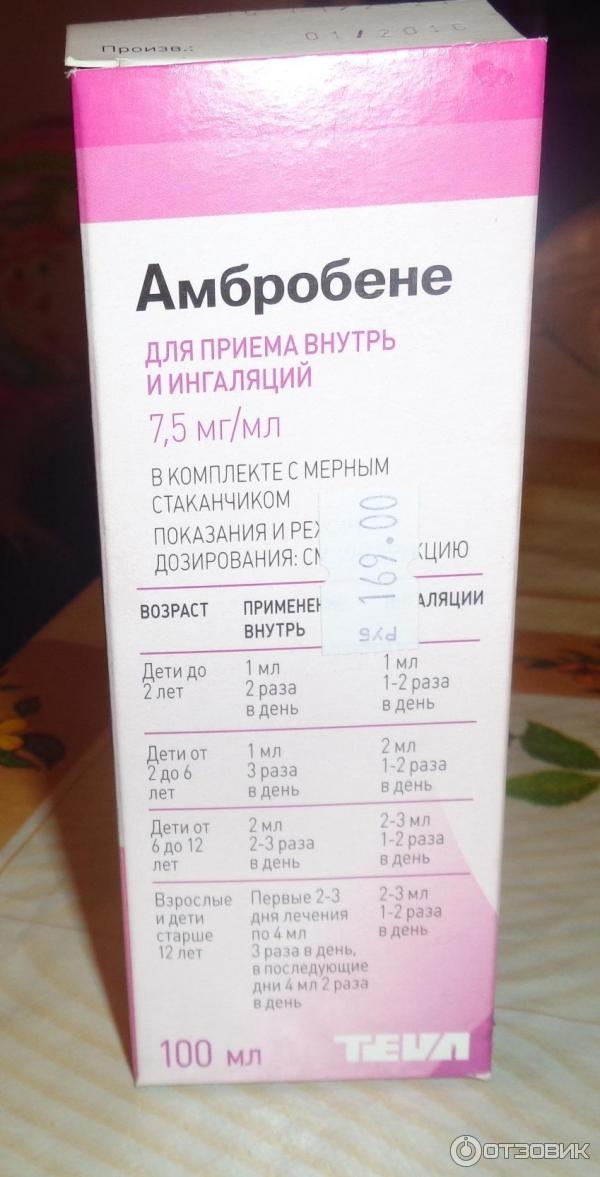 Произв.:
01/2016
Амбробене
ДЛЯ ПРИЕМА ВНУТРЬ
И ИНГАЛЯЦИЙ
7,5 мг/мл
В КОМПЛЕКТЕ С МЕРНЫМ
СТАКАНЧИКОМ
ПОКАЗАНИЯ И РЕЖ
ДОЗИРОВАНИЯ: СМ КЦИЮ
169.00
РУБ
ВОЗРАСТ
ПРИМЕНЕН
ВНУТРЬ
АЛЯЦИИ
Дети до
2 лет
1 мл
2 раза
в день
1 мл
1-2 раза
в день
Дети от
2 до 6
лет
1 мл
3 раза
в день
2 мл
1-2 раза
в день
Дети от
6 до 12
лет
2 мл
2-3 раза
в день
2-3 мл
1-2 раза
в день
Взрослые
и дети
старше
12 лет
Первые 2-3
дня лечения
по 4 мл
3 раза в день,
в последующие
дни 4 мл 2 раза
в день
2-3 мл
1-2 раза
в день
100 мл
TEVA
ОТЗОВИК